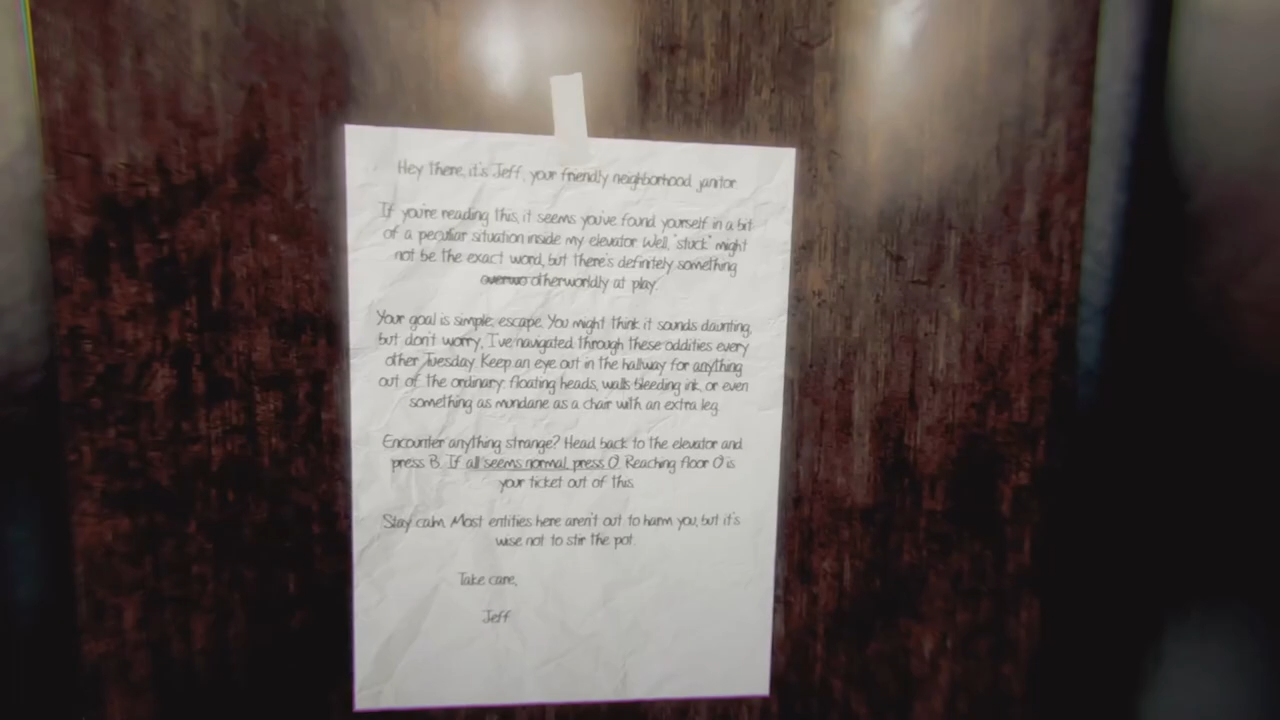 Hey there, it's Jeff, your friendly neighborhood janitor
If you're reading this, it seems you've found yourself in a bit
of a peculiar situation inside my elevator. Well, "stuck" might
not be the exact word, but there's definitely something
overwo otherworldly at play.
Your goal is simple: escape. You might think it sounds daunting,
but don't worry, I've navigated through these oddities every
other Tuesday. Keep an eye out in the hallway for anything
out of the ordinary: floating heads, walls bleeding ink, or even
something as mundane as a chair with an extra leg.
Encounter anything strange? Head back to the elevator and
press B. If all seems normal, press O. Reaching floor O is
your ticket out of this.
Stay calm. Most entities here aren't out to harm you, but it's
wise not to stir the pot.
Take care,
Jeff